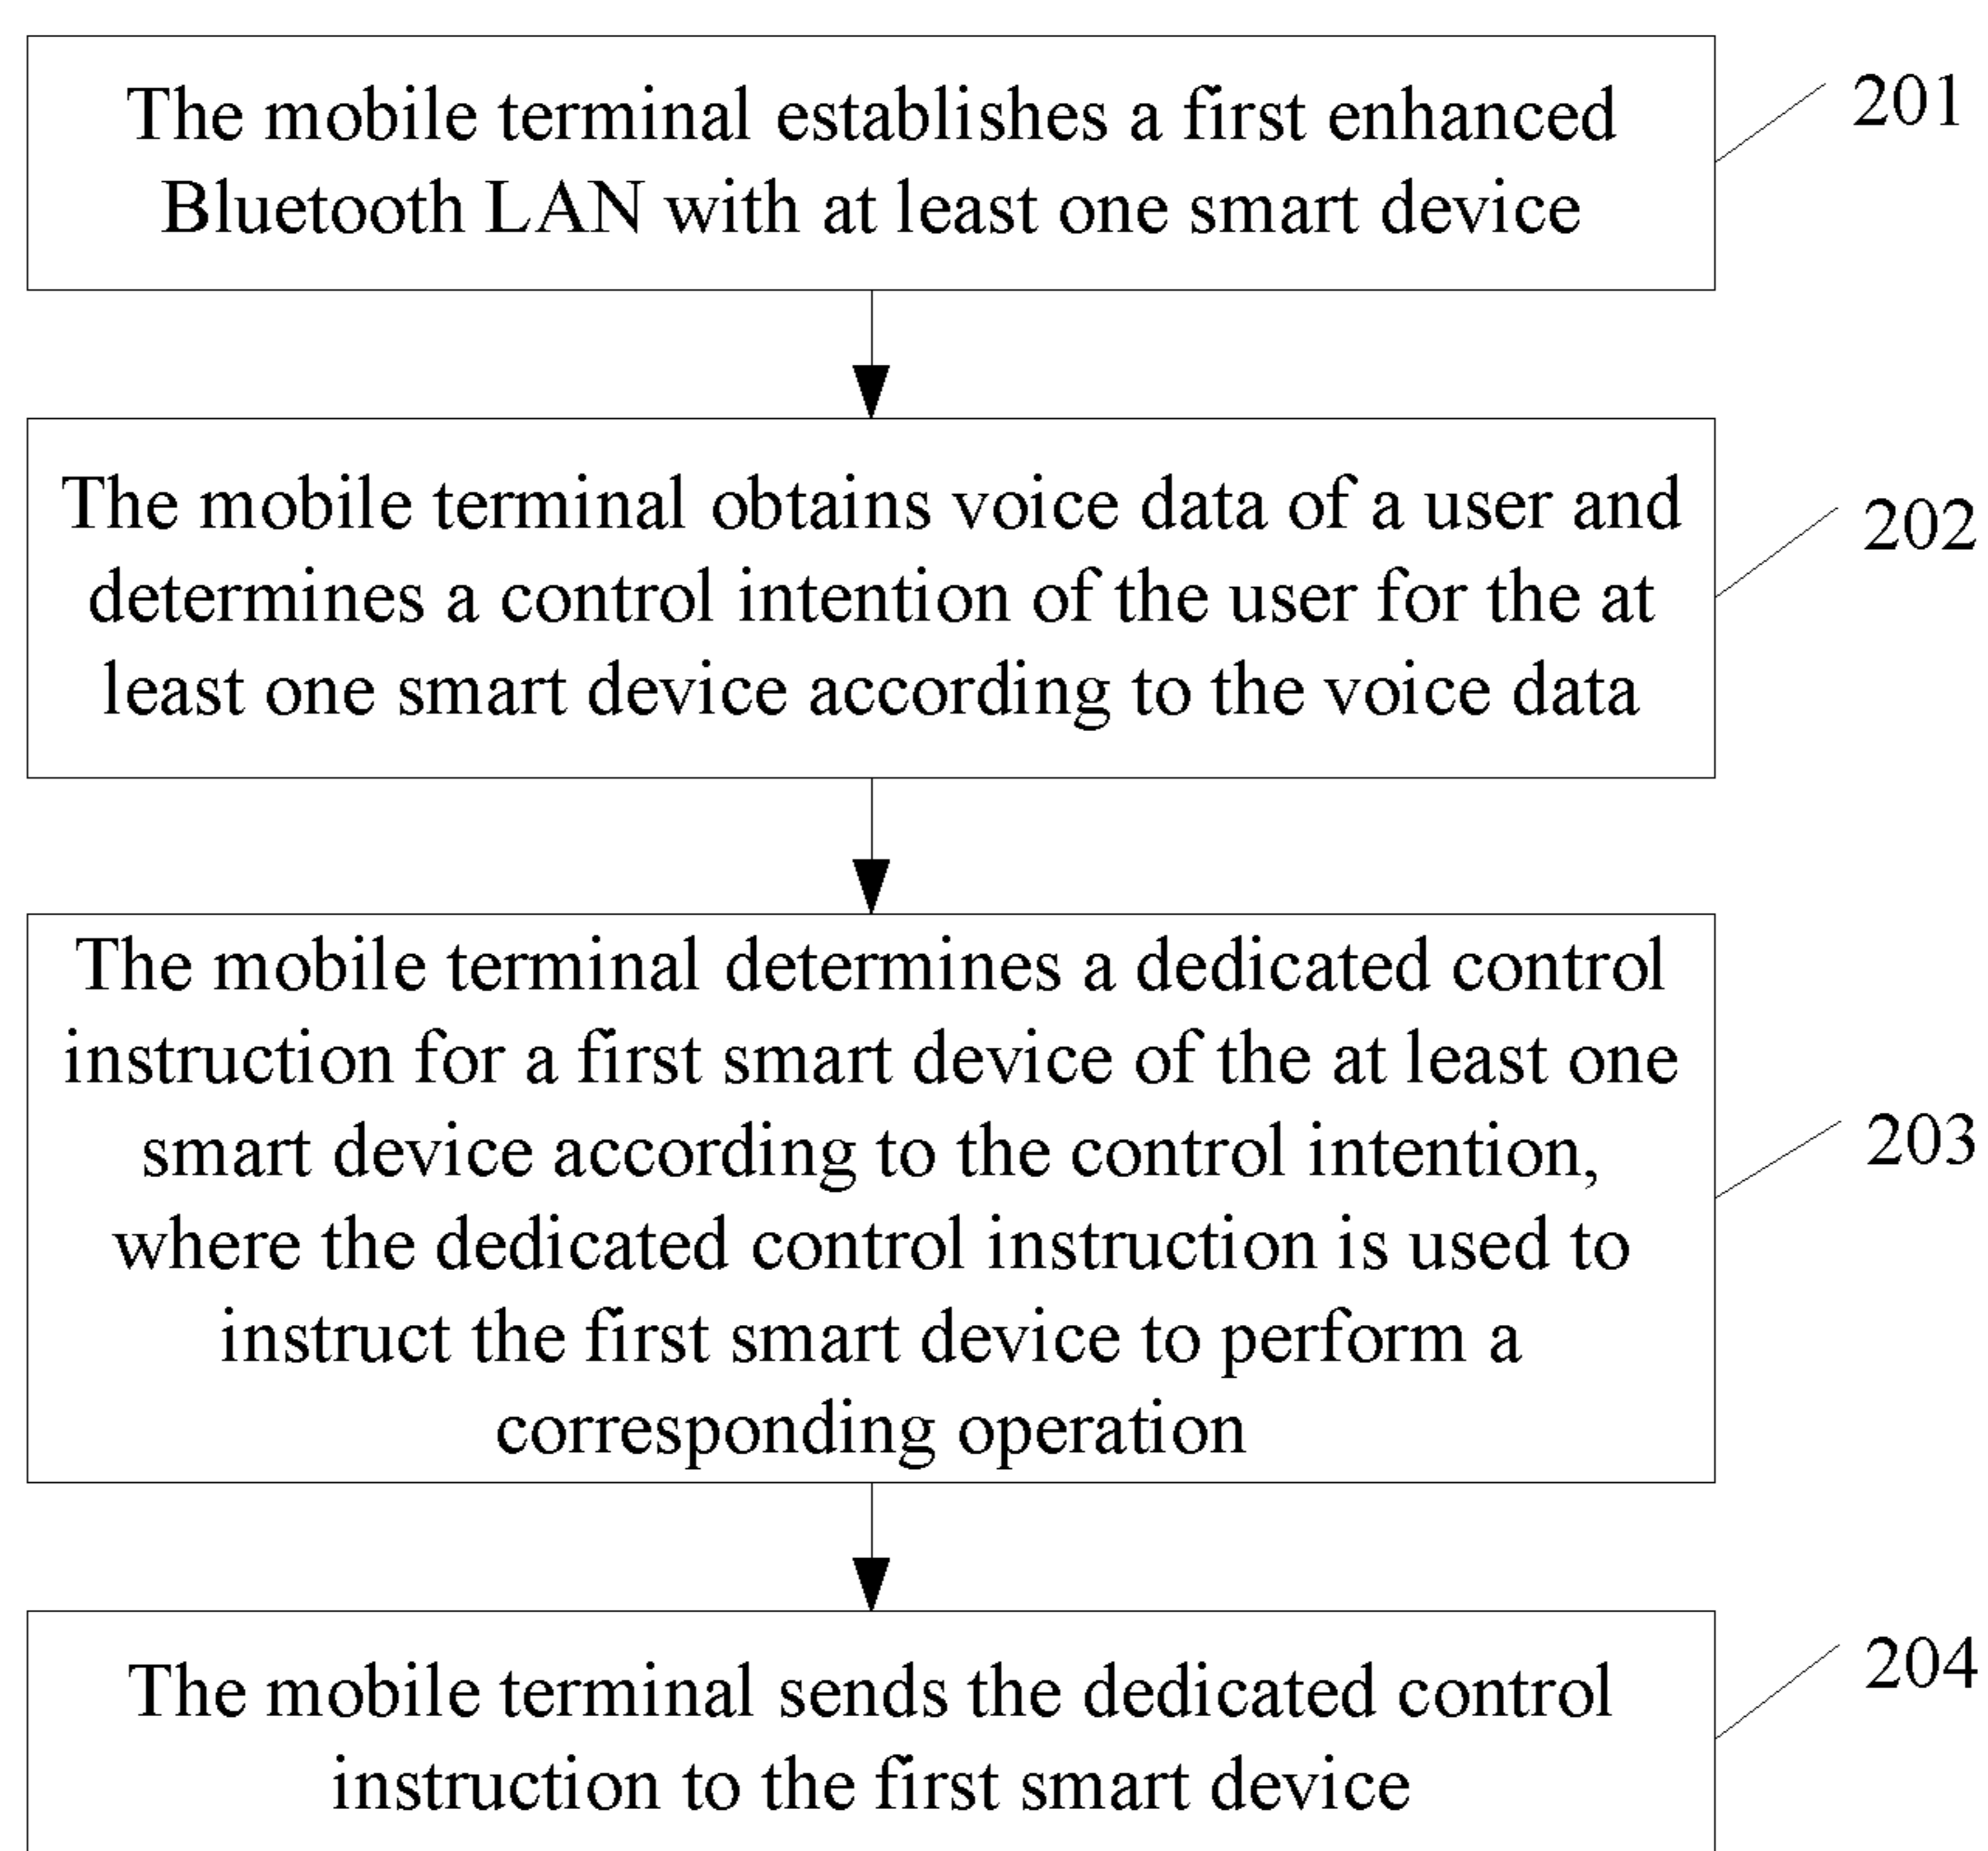 The mobile terminal establishes a first enhanced
Bluetooth LAN with at least one smart device
201
The mobile terminal obtains voice data of a user and
determines a control intention of the user for the at
least one smart device according to the voice data
202
The mobile terminal determines a dedicated control
instruction for a first smart device of the at least one
smart device according to the control intention,
where the dedicated control instruction is used to
instruct the first smart device to perform a
corresponding operation
203
The mobile terminal sends the dedicated control
instruction to the first smart device
204